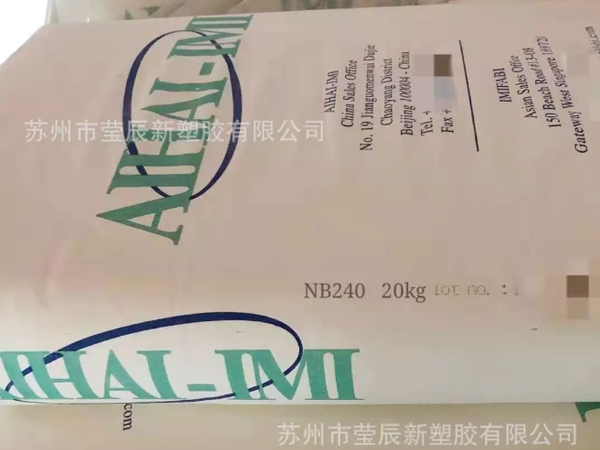 AIHAI-IMI
AIHAI-IMI
China Sales Office
No. 19 Jianguomenwai Dajie
Chaoyang District
Beijing 100004 - China
Tel. +
Fax +
IMIFABI
Asian Sales Office
150 Beach Road #13-08
Gateway West Singapore 189720
苏州市莹辰新塑胶有限公司
NB240 20kg lot no. :
AIHAI-IMI
.com
苏州市莹辰新塑胶有限公司